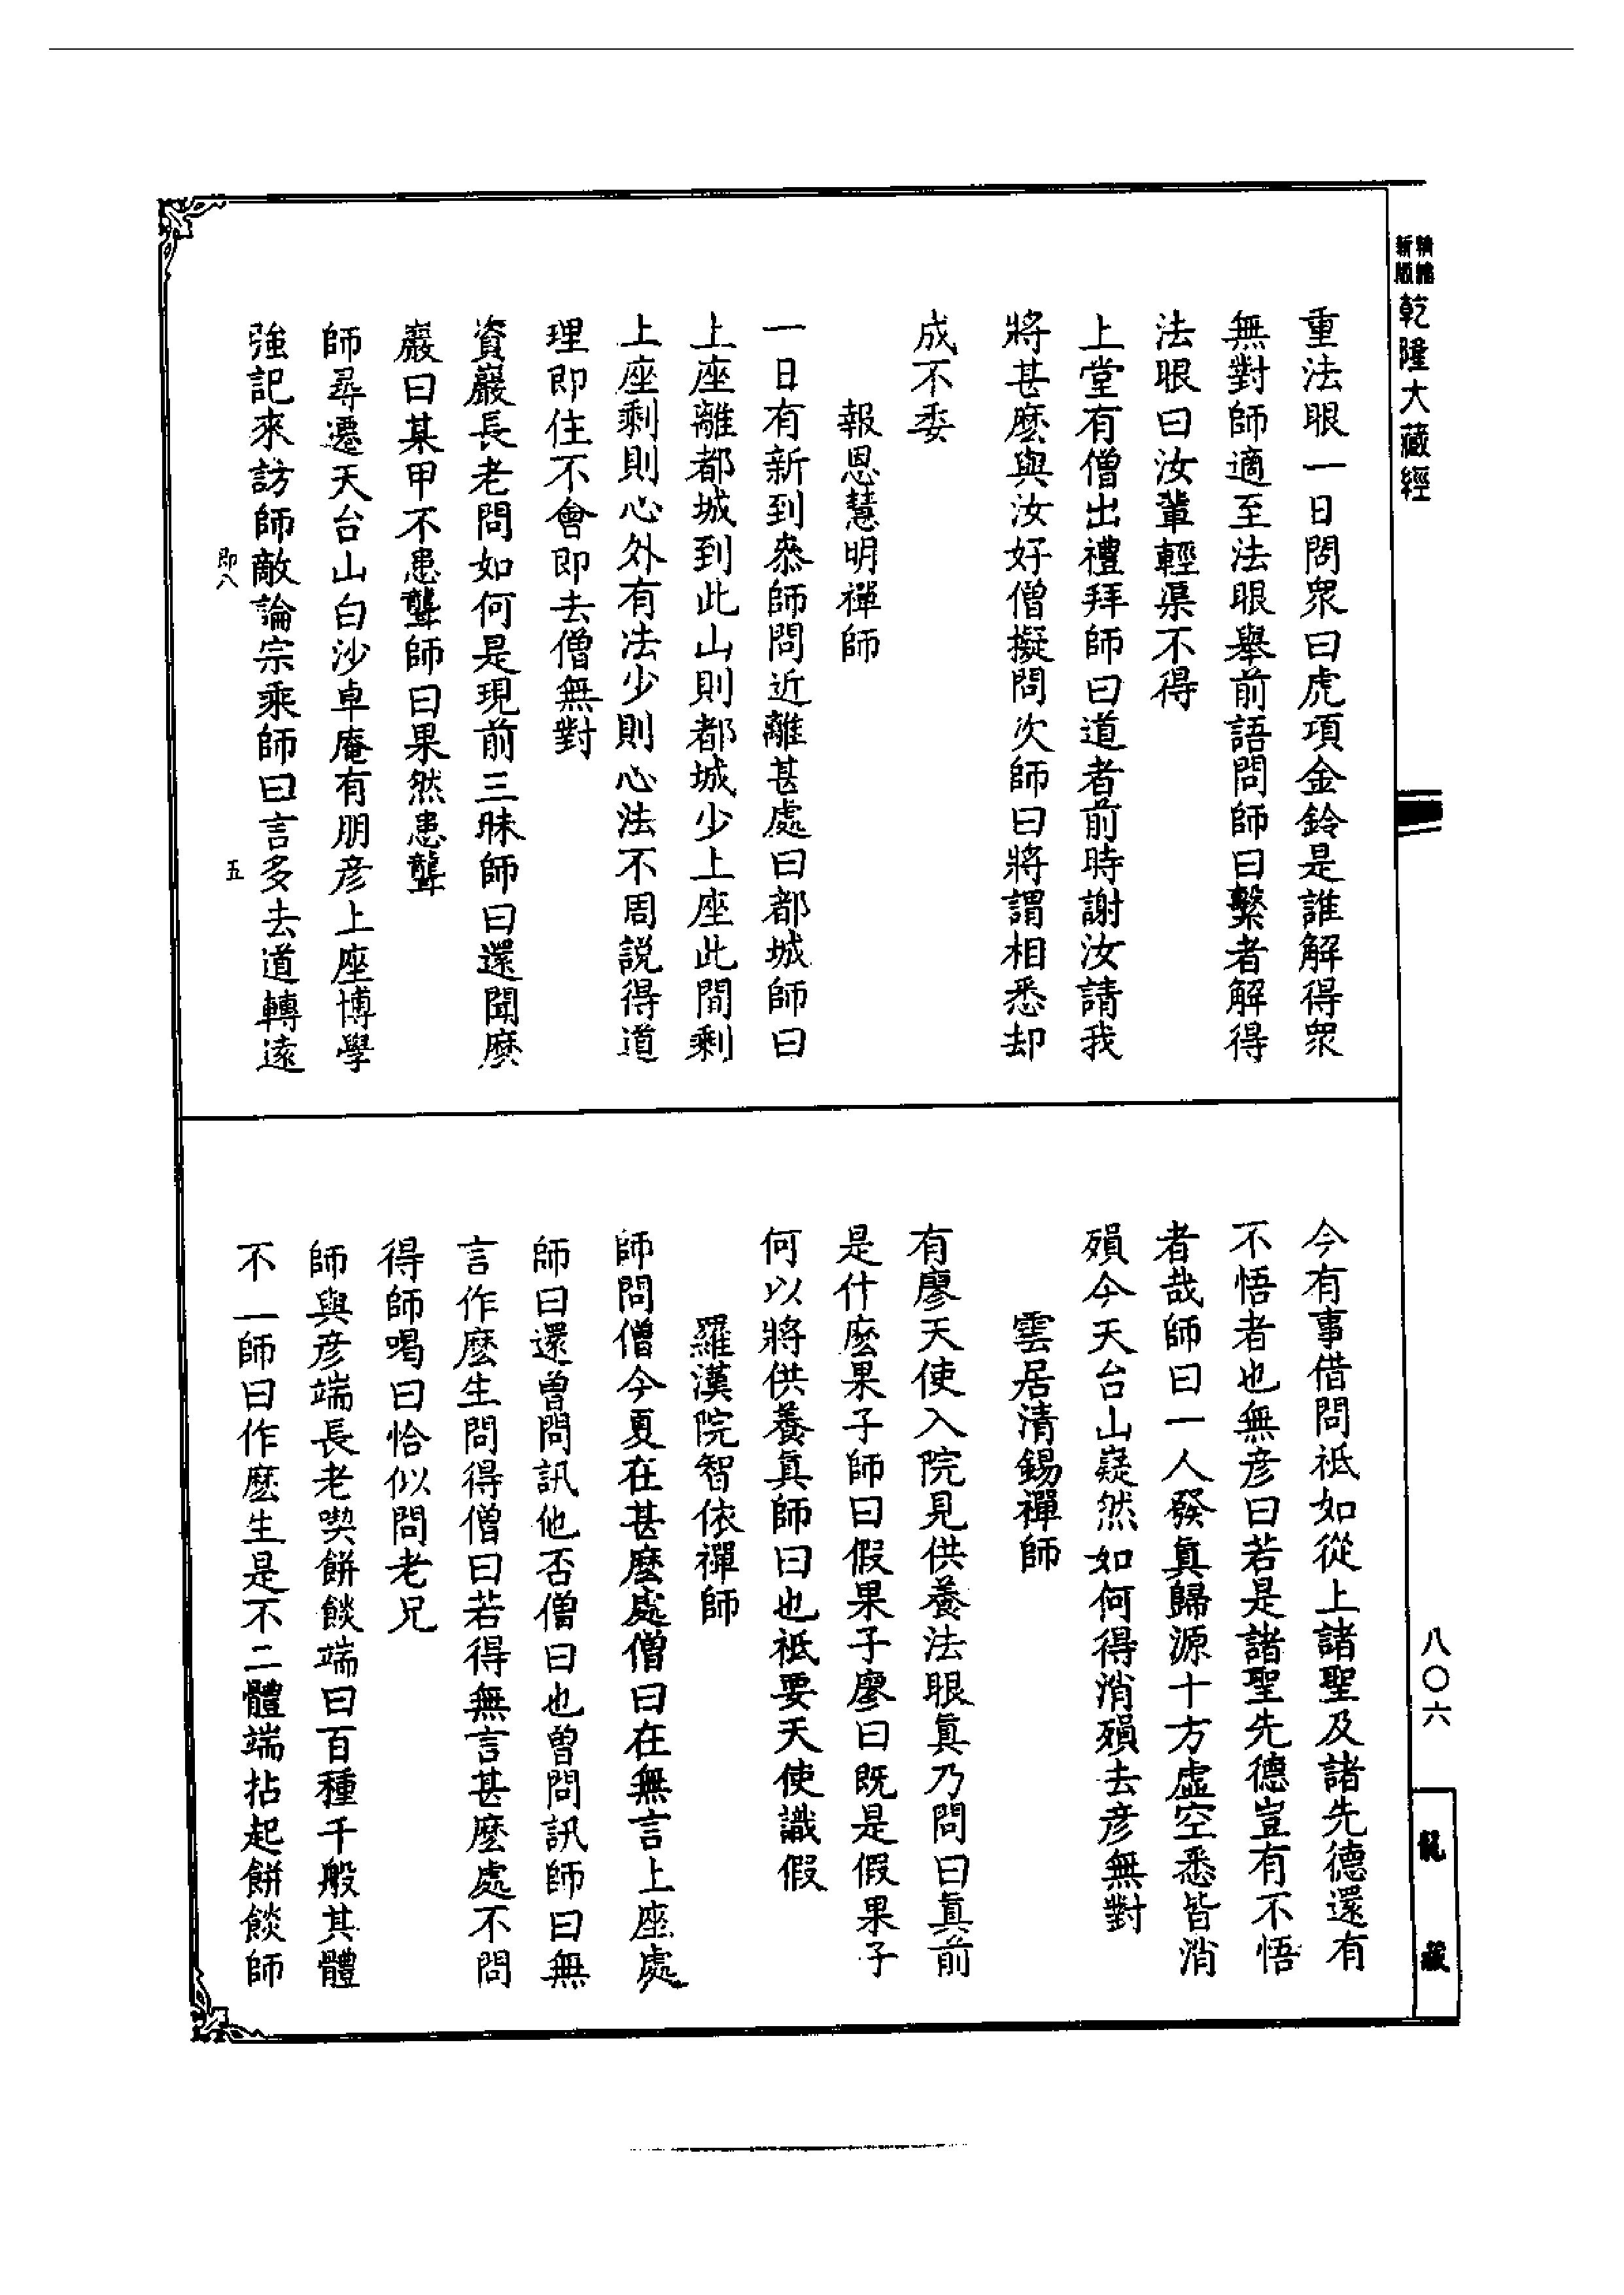 精縮
新版
乾隆大藏經
重法眼一日問衆曰虎項金鈴是誰解得衆
無對師適至法眼舉前語問師曰繫者解得
法眼曰汝輩輕渠不得
上堂有僧出禮拜師曰道者前時謝汝請我
將甚麽與汝好僧擬問次師曰將謂相悉却
成不委
報恩慧明禪師
一日有新到叅師問近離甚處曰都城師曰
上座離都城到此山則都城少上座此間剩
上座剩則心外有法少則心法不周説得道
理即住不會即去僧無對
資巖長老問如何是現前三昧師曰還聞麽
巖曰某甲不患聾師曰果然患聾
師尋遷天台山白沙卓庵有朋彦上座博學
強記來訪師敵論宗乘師曰言多去道轉遠
即八
五
今有事借問祇如從上諸聖及諸先德還有
不悟者也無彦曰若是諸聖先德豈有不悟
者哉師曰一人發眞歸源十方虛空悉皆消
殞今天台山嶷然如何得消殞去彦無對
雲居清錫禪師
有廖天使入院見供養法眼眞乃問曰眞前
是什麽果子師曰假果子廖曰既是假果子
何以將供養眞師曰也祇要天使識假
羅漢院智依禪師
師問僧今夏在甚麽處僧曰在無言上座處
師曰還曾問訊他否僧曰也曾問訊師曰無
言作麽生問得僧曰若得無言甚麽處不問
得師喝曰恰似問老兄
師與彦端長老喫餅餤端曰百種千般其體
不一師曰作麽生是不二體端拈起餅餤師
八〇六
龍藏